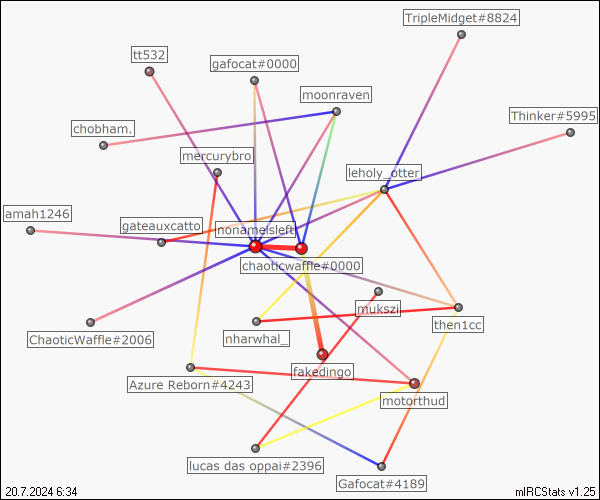 TripleMidget#8824
tt532
gafocat#0000
moonraven
Thinker#5995
chobham.
mercurybro
leholy_otter
amah1246
gateauxcatto
nonameisleft
chaoticwaffle#0000
mukszi
then1cc
ChaoticWaffle#2006
nharwhal_
fakedingo
Azure Reborn#4243
motorthud
lucas das oppai#2396
Gafocat#4189
20.7.2024 6:34
mIRCStats v1.25